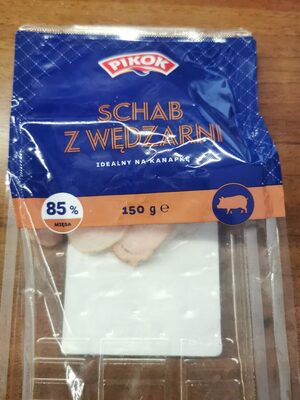 PIKOK
SCHAB
Z WĘDZARNI
IDEALNY NA KANAPKĘ
85%
MIĘSA
150 g ℮